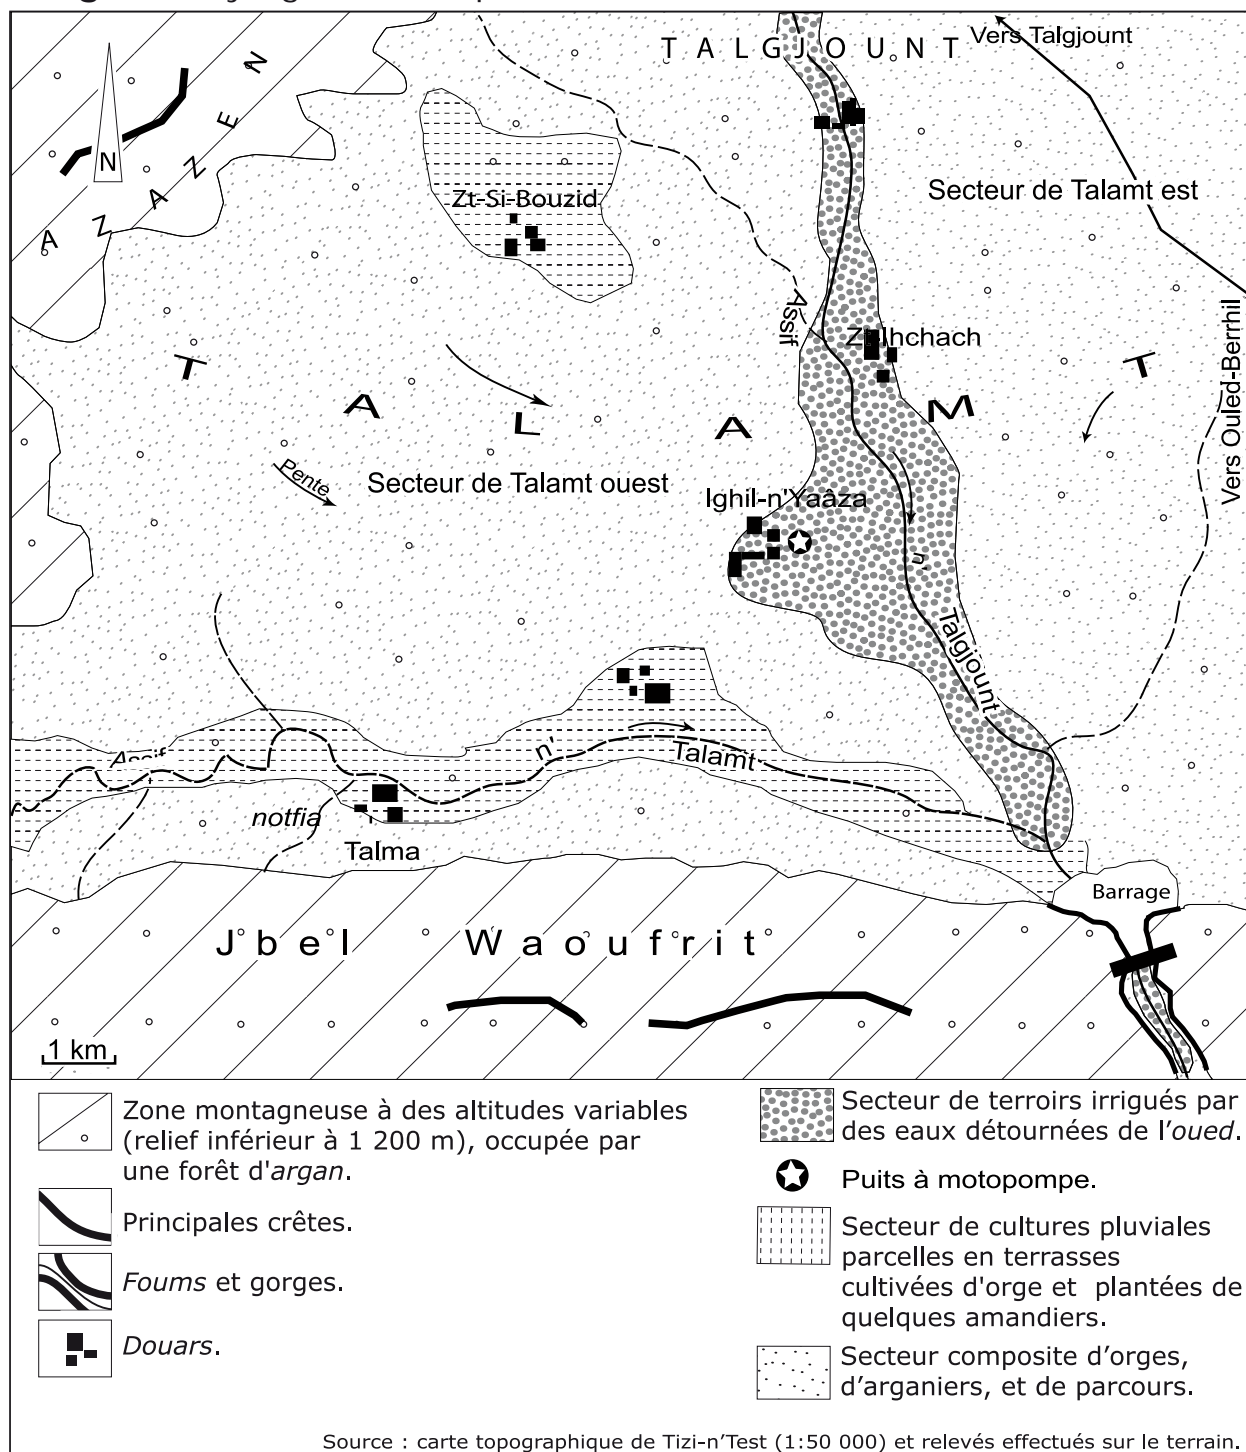 TALGJOUNT
Vers Talgjount
N
AZAZEN
Secteur de Talamt est
Zt-Si-Bouzid
Assif
Vers Ouled-Berrhil
TALAMT
Pente
Secteur de Talamt ouest
Ighil-n'Yaâza
n'
Talgjount
Assif
n'
Talamt
notfia
Talma
Barrage
Jbel Waoufrit
1 km
Zone montagneuse à des altitudes variables
(relief inférieur à 1 200 m), occupée par
une forêt d'argan.
Principales crêtes.
Foums et gorges.
Douars.
Secteur de terroirs irrigués par
des eaux détournées de l'oued.
Puits à motopompe.
Secteur de cultures pluviales
parcelles en terrasses
cultivées d'orge et plantées de
quelques amandiers.
Secteur composite d'orges,
d'arganiers, et de parcours.
Source : carte topographique de Tizi-n'Test (1:50 000) et relevés effectués sur le terrain.